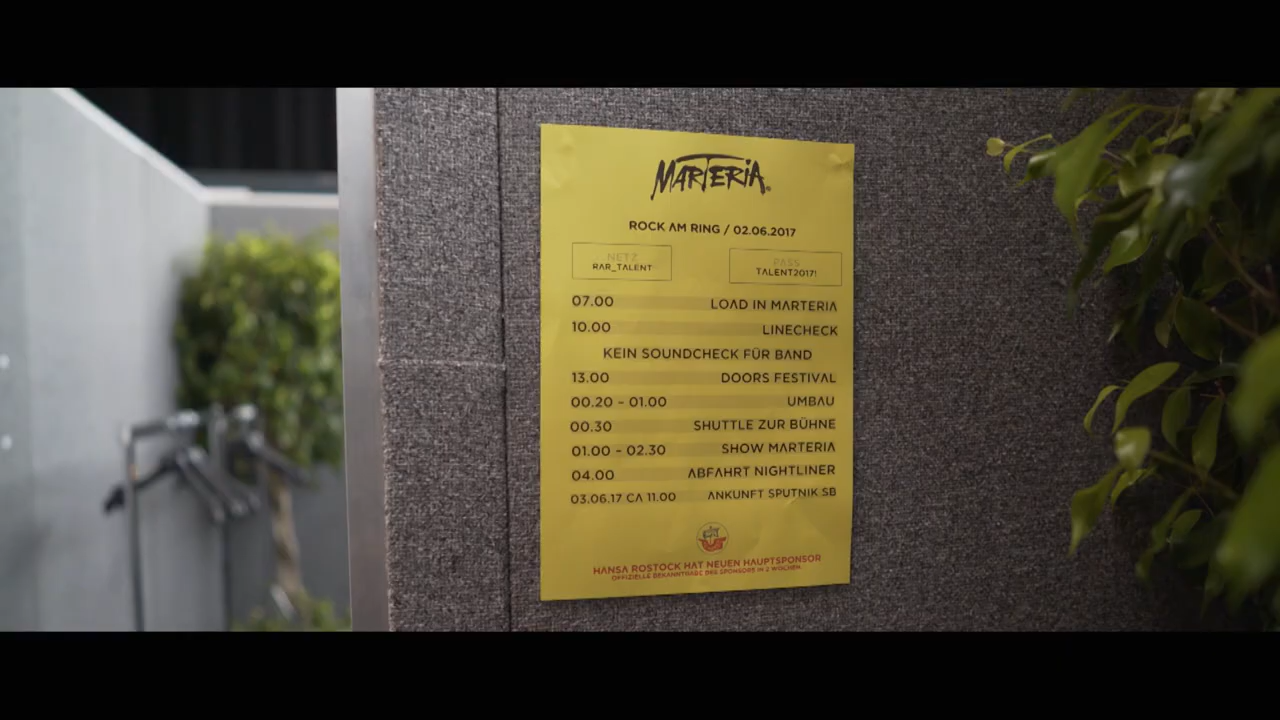 MARTERIA
ROCK AM RING / 02.06.2017
NETZ
RAR_TALENT
PASS
TALENT2017!
07.00 LOAD IN MARTERIA
10.00 LINECHECK
KEIN SOUNDCHECK FÜR BAND
13.00 DOORS FESTIVAL
00.20 – 01.00 UMBAU
00.30 SHUTTLE ZUR BÜHNE
01.00 – 02.30 SHOW MARTERIA
04.00 ABFAHRT NIGHTLINER
03.06.17 CA 11.00 ANKUNFT SPUTNIK SB
HANSA ROSTOCK HAT NEUEN HAUPTSPONSOR
OFFIZIELLE BEKANNTGABE DES SPONSORS IN 2 WOCHEN